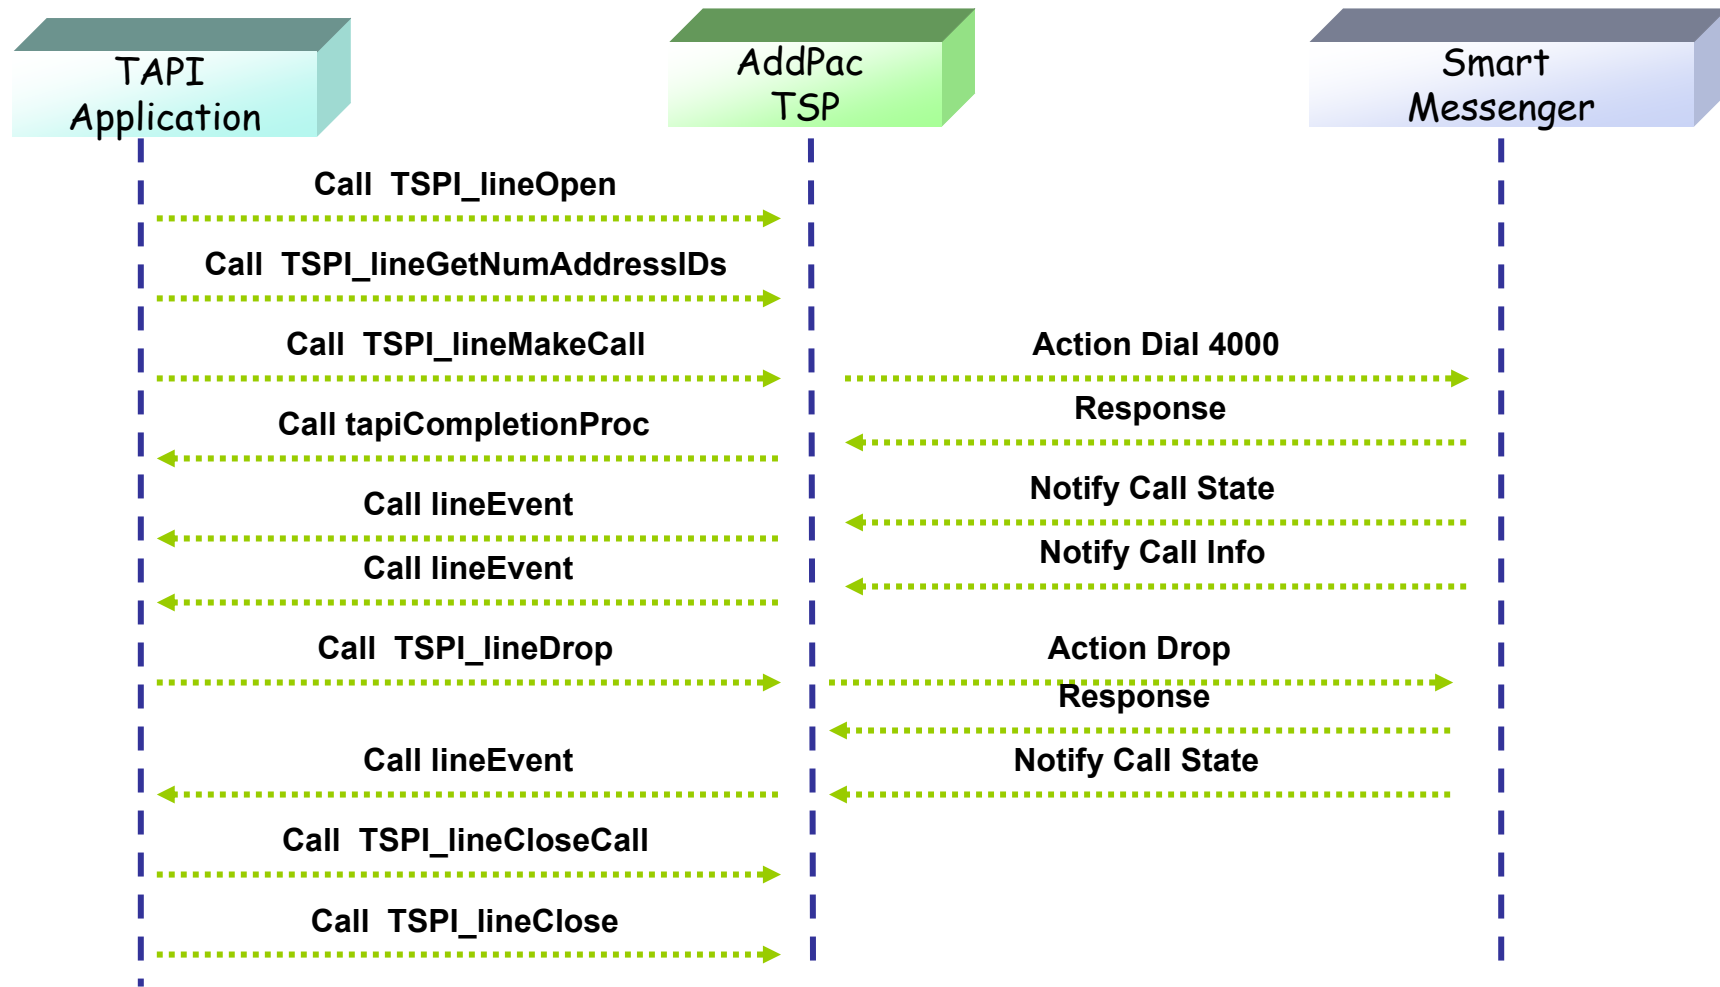 TAPI
Application
AddPac
TSP
Smart
Messenger
Call TSPI_lineOpen
Call TSPI_lineGetNumAddressIDs
Call TSPI_lineMakeCall
Action Dial 4000
Response
Call tapiCompletionProc
Notify Call State
Call lineEvent
Notify Call Info
Call lineEvent
Call TSPI_lineDrop
Action Drop
Response
Call lineEvent
Notify Call State
Call TSPI_lineCloseCall
Call TSPI_lineClose